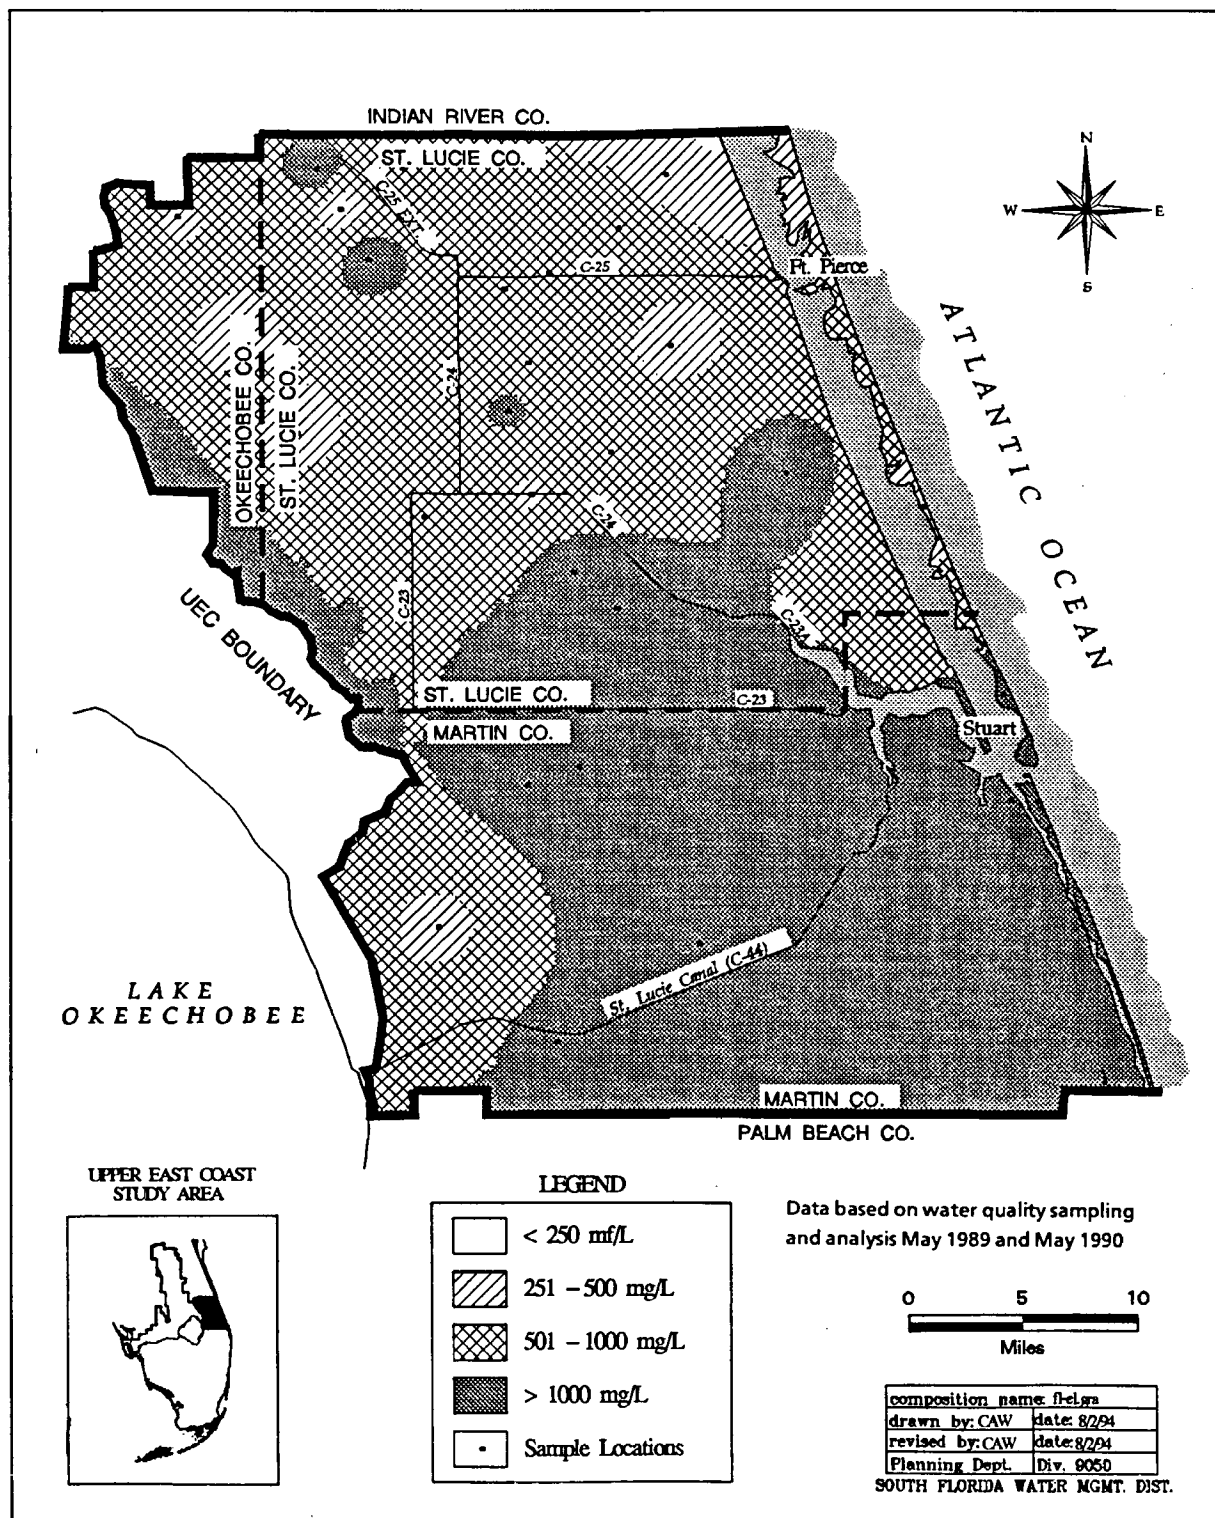 INDIAN RIVER CO.
ST. LUCIE CO.
C-25 EXT.
N
W
E
S
C-25
Ft. Pierce
ATLANTIC OCEAN
OKEECHOBEE CO.
ST. LUCIE CO.
C-24
C-24
C-23
C-23A
UEC BOUNDARY
ST. LUCIE CO.
C-23
MARTIN CO.
Stuart
St. Lucie Canal (C-44)
LAKE
OKEECHOBEE
MARTIN CO.
PALM BEACH CO.
UPPER EAST COAST
STUDY AREA
LEGEND
< 250 mf/L
251 - 500 mg/L
501 - 1000 mg/L
> 1000 mg/L
Sample Locations
Data based on water quality sampling
and analysis May 1989 and May 1990
0 5 10
Miles
composition name:
drawn by: CAW date: 8/2/94
revised by: CAW date: 8/2/94
Planning Dept. Div. 9050
SOUTH FLORIDA WATER MGMT. DIST.